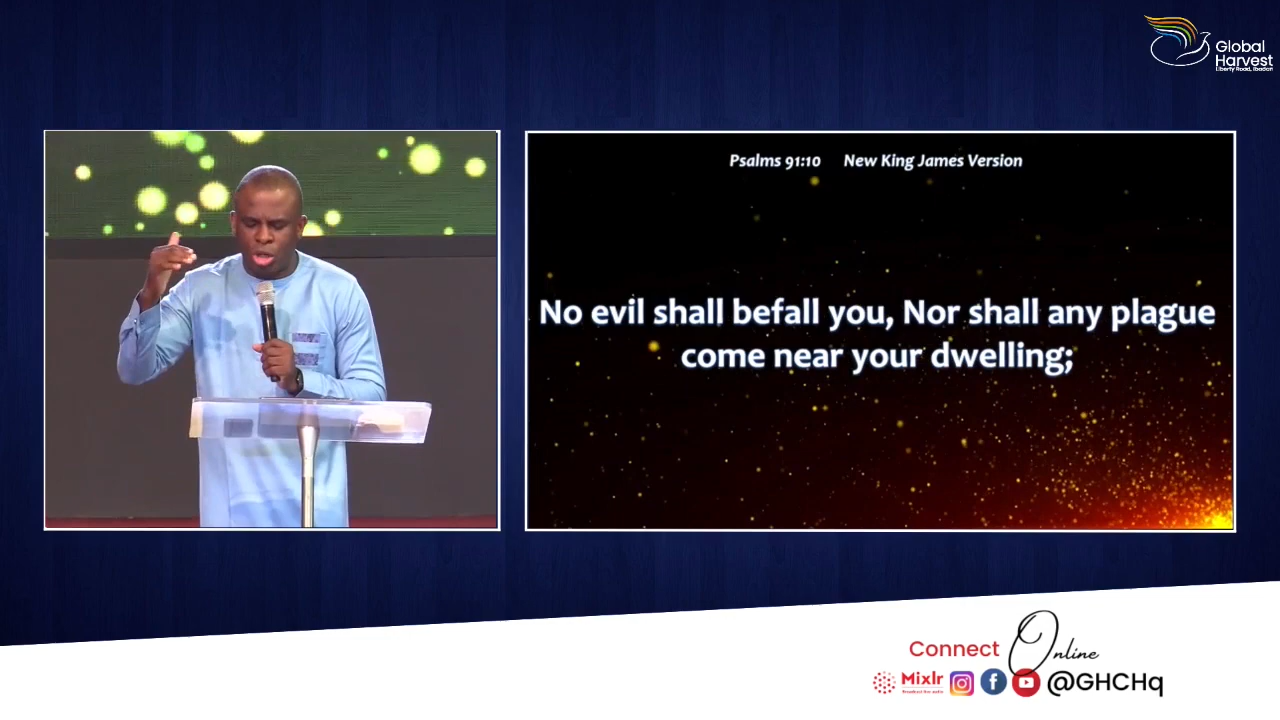 Global
Harvest
Liberty Road, Ibadan
Psalms 91:10 New King James Version
No evil shall befall you, Nor shall any plague
come near your dwelling;
Connect Online
Mixlr
@GHCHq